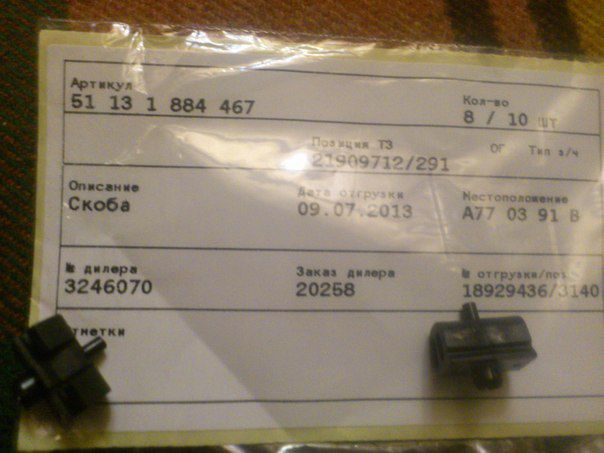 Артикул
51 13 1 884 467
Кол-во
8 / 10 шт
Позиция ТЗ
21909712/291
ОГ Тип з/ч
Описание
Скоба
Дата отгрузки
09.07.2013
Местоположение
A77 03 91 B
№ дилера
3246070
Заказ дилера
20258
№ отгрузки/поз.
18929436/3140